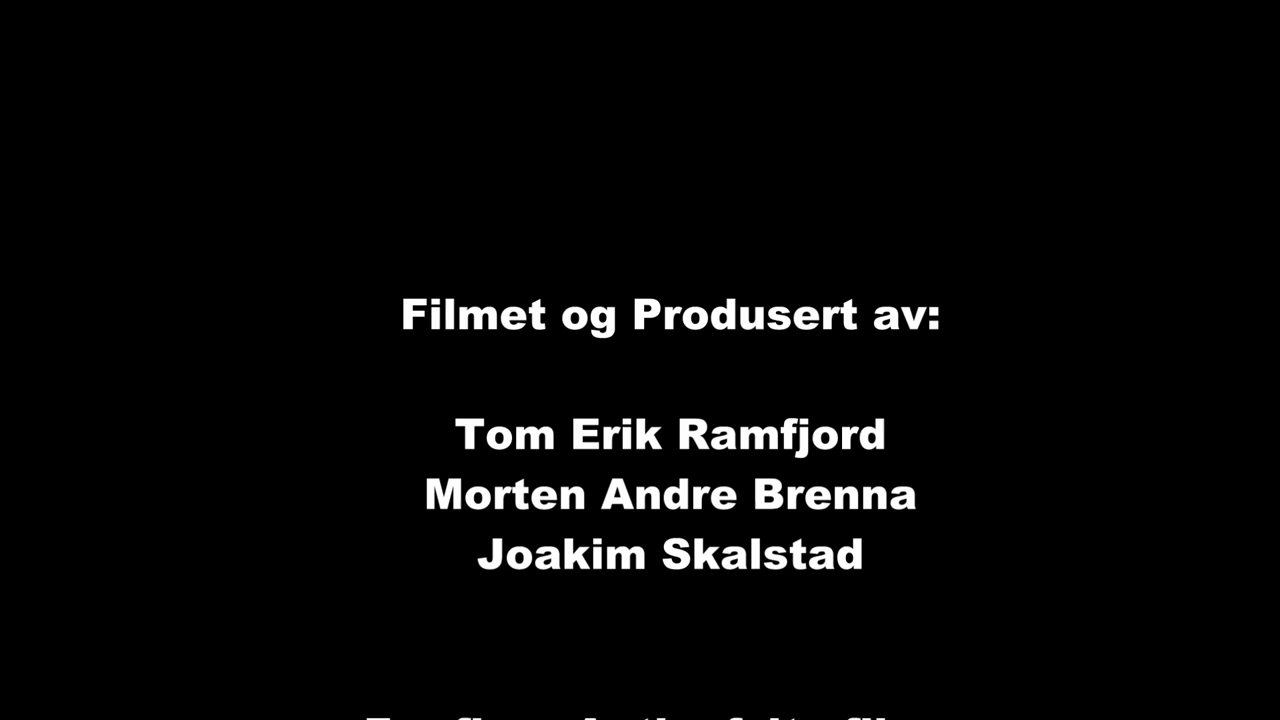 Filmet og Produsert av:
Tom Erik Ramfjord
Morten Andre Brenna
Joakim Skalstad